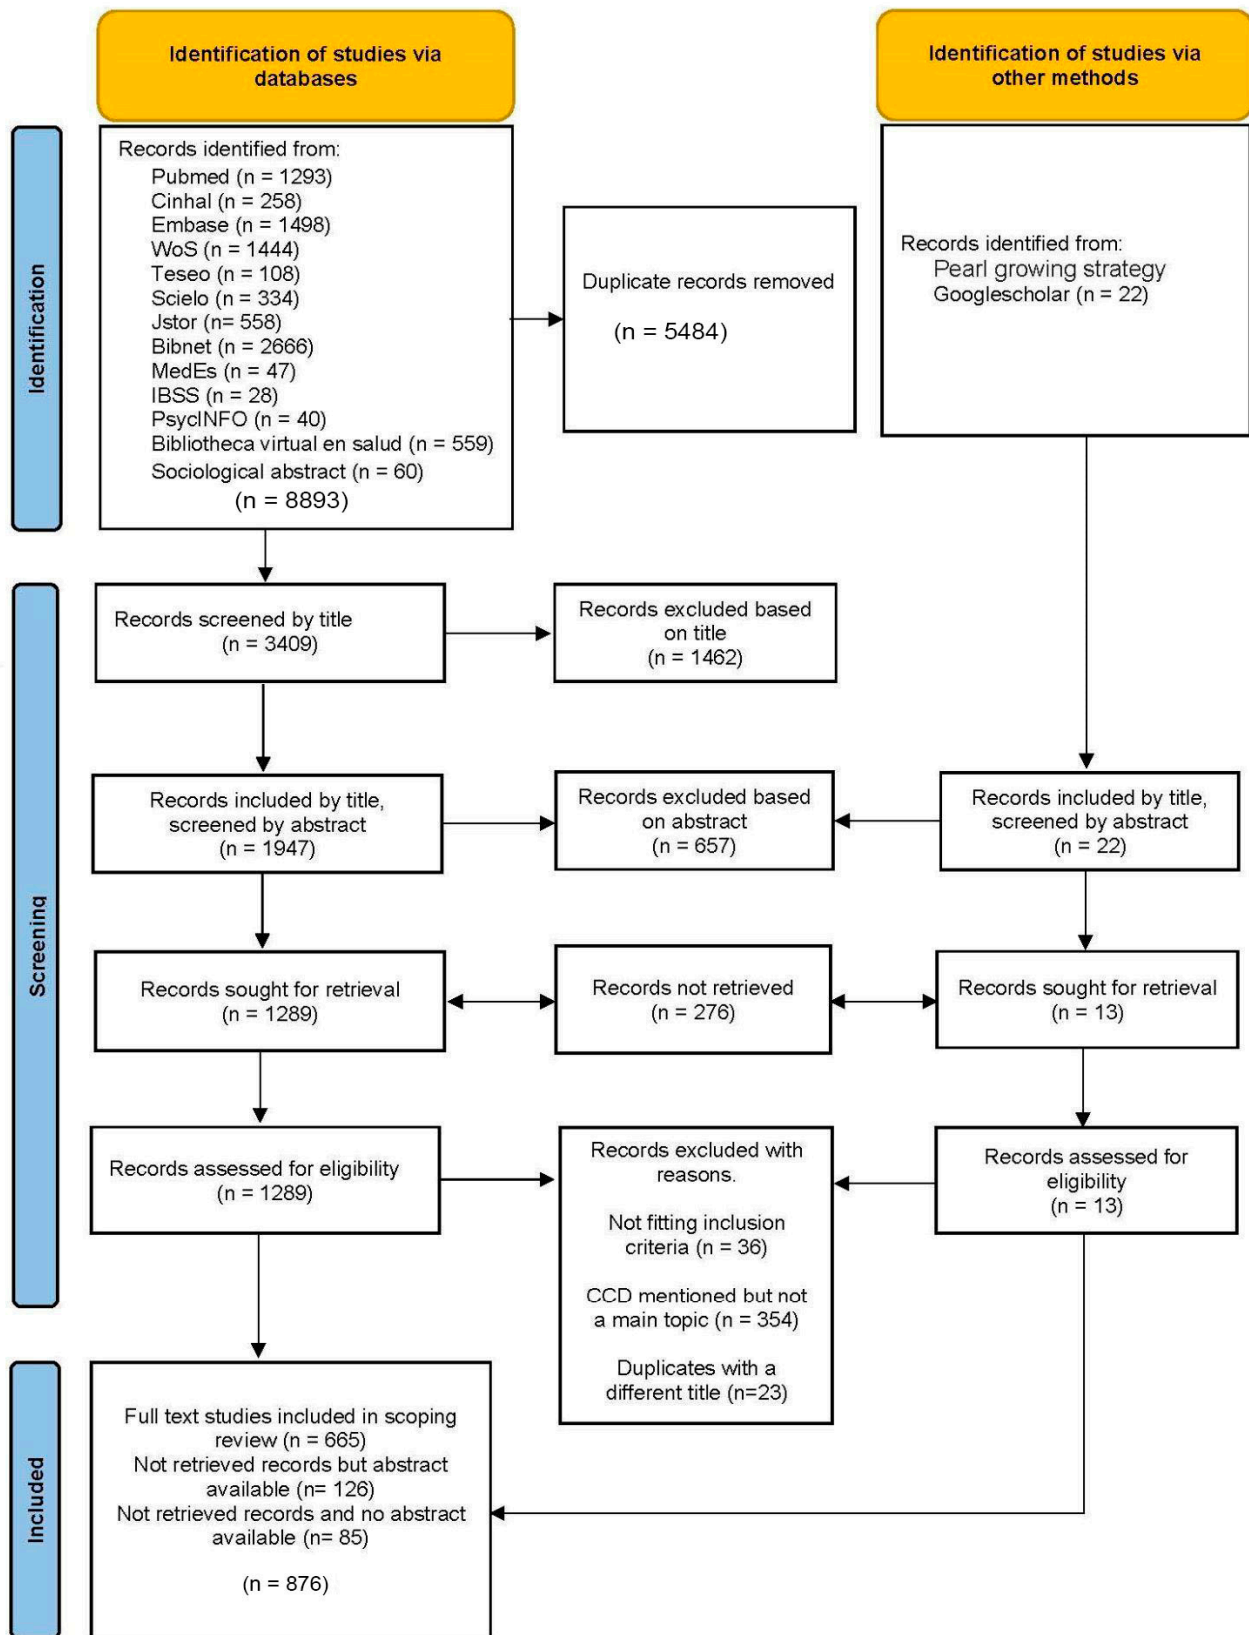 Identification of studies via
databases
Identification of studies via
other methods
Identification
Records identified from:
Pubmed (n = 1293)
Cinhal (n = 258)
Embase (n = 1498)
WoS (n = 1444)
Teseo (n = 108)
Scielo (n = 334)
Jstor (n= 558)
Bibnet (n = 2666)
MedEs (n = 47)
IBSS (n = 28)
PsycINFO (n = 40)
Bibliotheca virtual en salud (n = 559)
Sociological abstract (n = 60)
(n = 8893)
Duplicate records removed
(n = 5484)
Records identified from:
Pearl growing strategy
Googlescholar (n = 22)
Screening
Records screened by title
(n = 3409)
Records excluded based
on title
(n = 1462)
Records included by title,
screened by abstract
(n = 1947)
Records excluded based
on abstract
(n = 657)
Records included by title,
screened by abstract
(n = 22)
Records sought for retrieval
(n = 1289)
Records not retrieved
(n = 276)
Records sought for retrieval
(n = 13)
Records assessed for eligibility
(n = 1289)
Records excluded with
reasons.
Not fitting inclusion
criteria (n = 36)
CCD mentioned but not
a main topic (n = 354)
Duplicates with a
different title (n=23)
Records assessed for
eligibility
(n = 13)
Included
Full text studies included in scoping
review (n = 665)
Not retrieved records but abstract
available (n= 126)
Not retrieved records and no abstract
available (n= 85)
(n = 876)